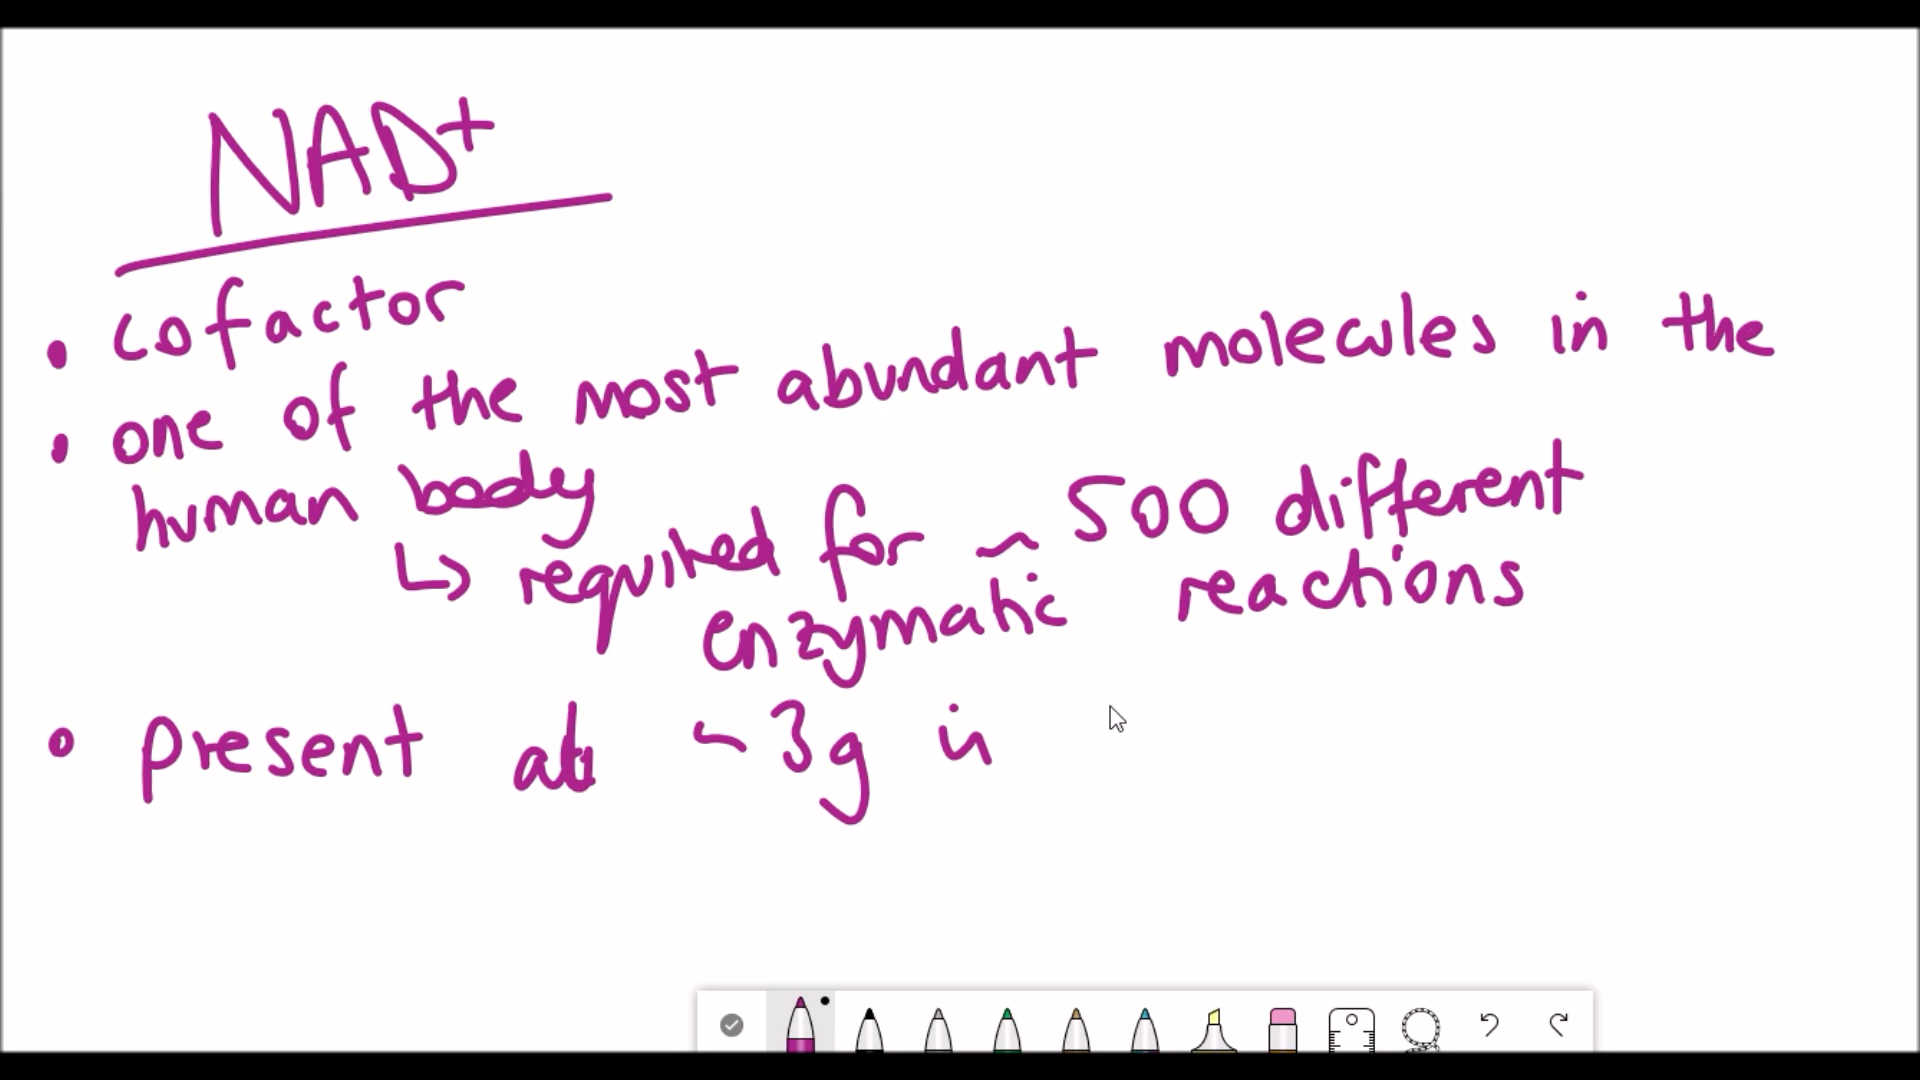 NAD+
• cofactor
• one of the most abundant molecules in the
human body
↳ required for ~ 500 different
enzymatic reactions
• present at ~3g in